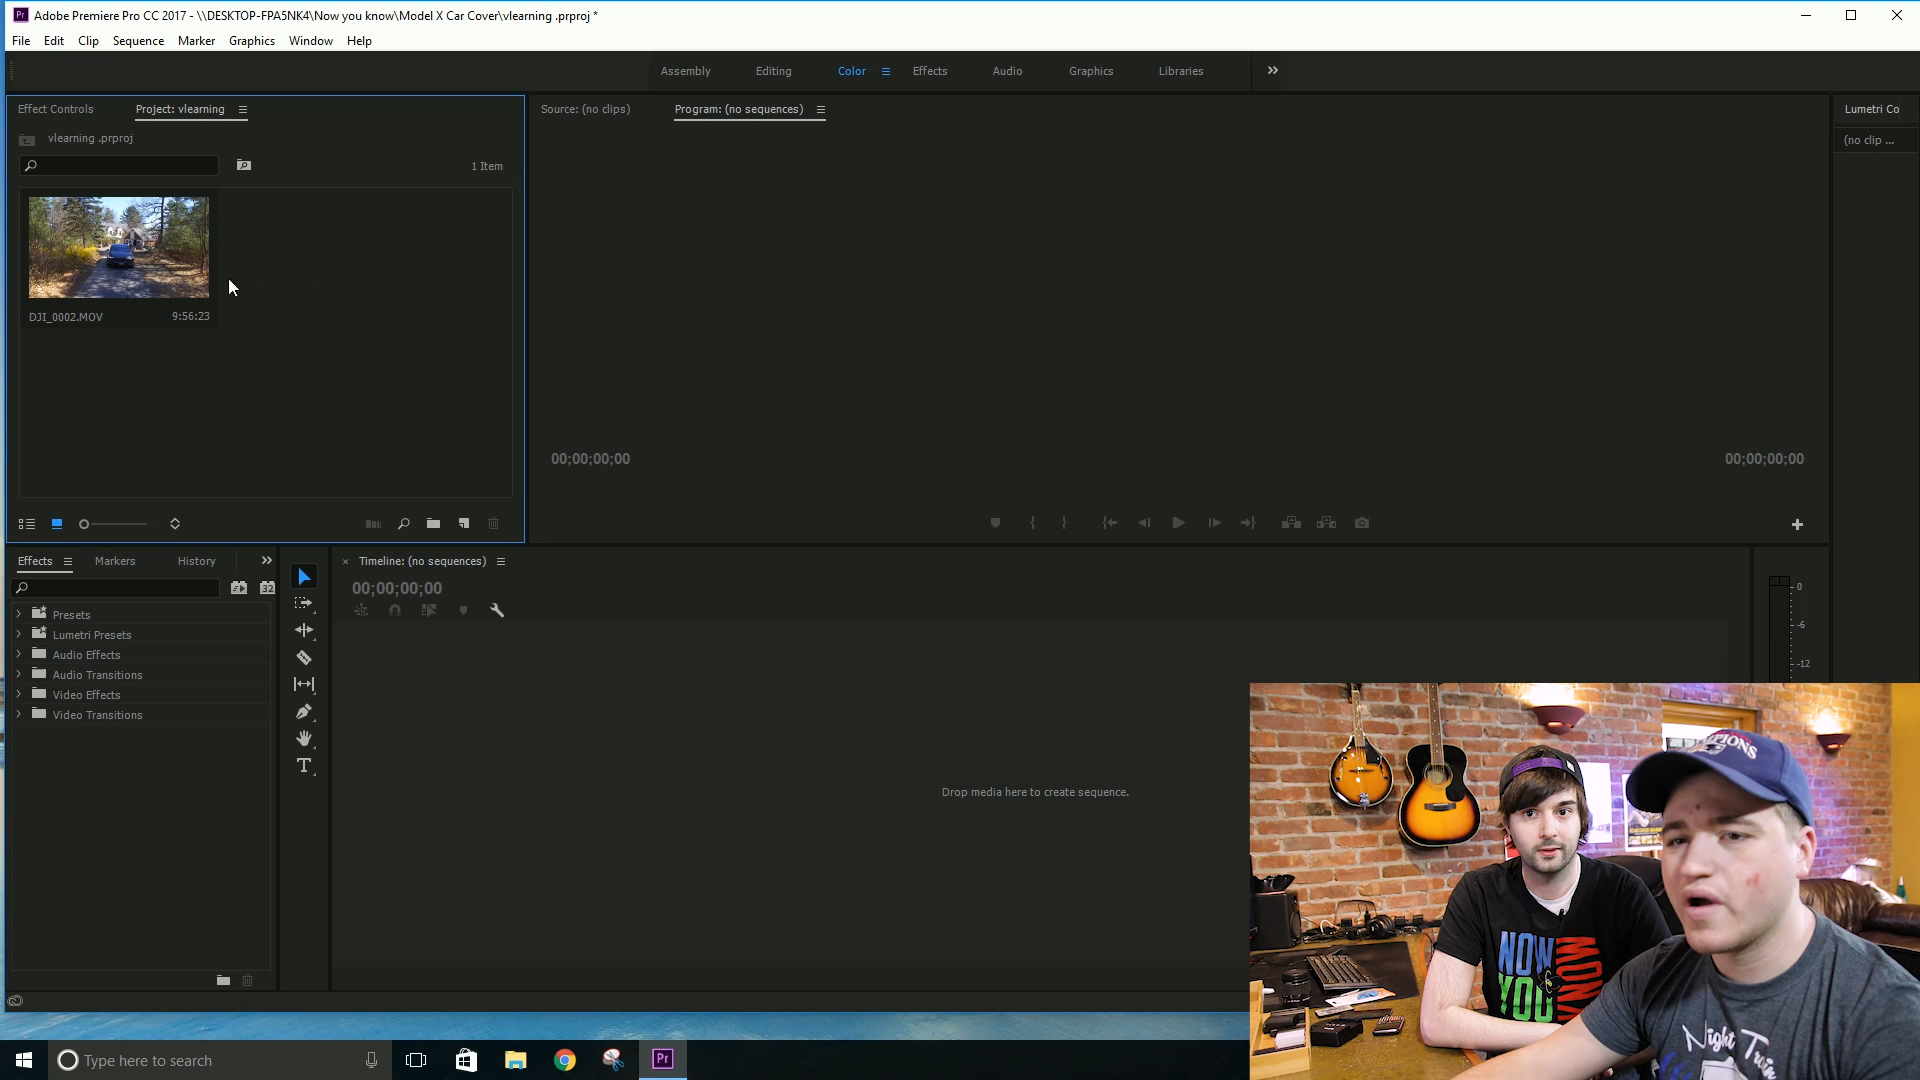 Adobe Premiere Pro CC 2017 - \\DESKTOP-FPA5NK4\Now you know\Model X Car Cover\vlearning .prproj *
File Edit Clip Sequence Marker Graphics Window Help
Assembly Editing Color Effects Audio Graphics Libraries
Effect Controls Project: vlearning Source: (no clips) Program: (no sequences) Lumetri Co
vlearning .prproj (no clip ...
1 Item
DJI_0002.MOV 9:56:23
00;00;00;00 00;00;00;00
Effects Markers History Timeline: (no sequences)
00;00;00;00
32
0
-6
-12
Presets
Lumetri Presets
Audio Effects
Audio Transitions
Video Effects
Video Transitions
Drop media here to create sequence.
NOW
YOU
Night Train
Type here to search
Pr